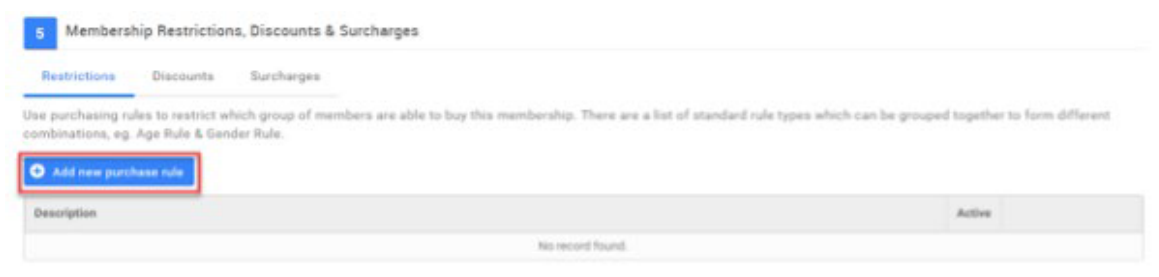 5 Membership Restrictions, Discounts & Surcharges
Restrictions Discounts Surcharges
Use purchasing rules to restrict which group of members are able to buy this membership. There are a list of standard rule types which can be grouped together to form different
combinations, eg. Age Rule & Gender Rule.
Add new purchase rule
Description Active
No record found.